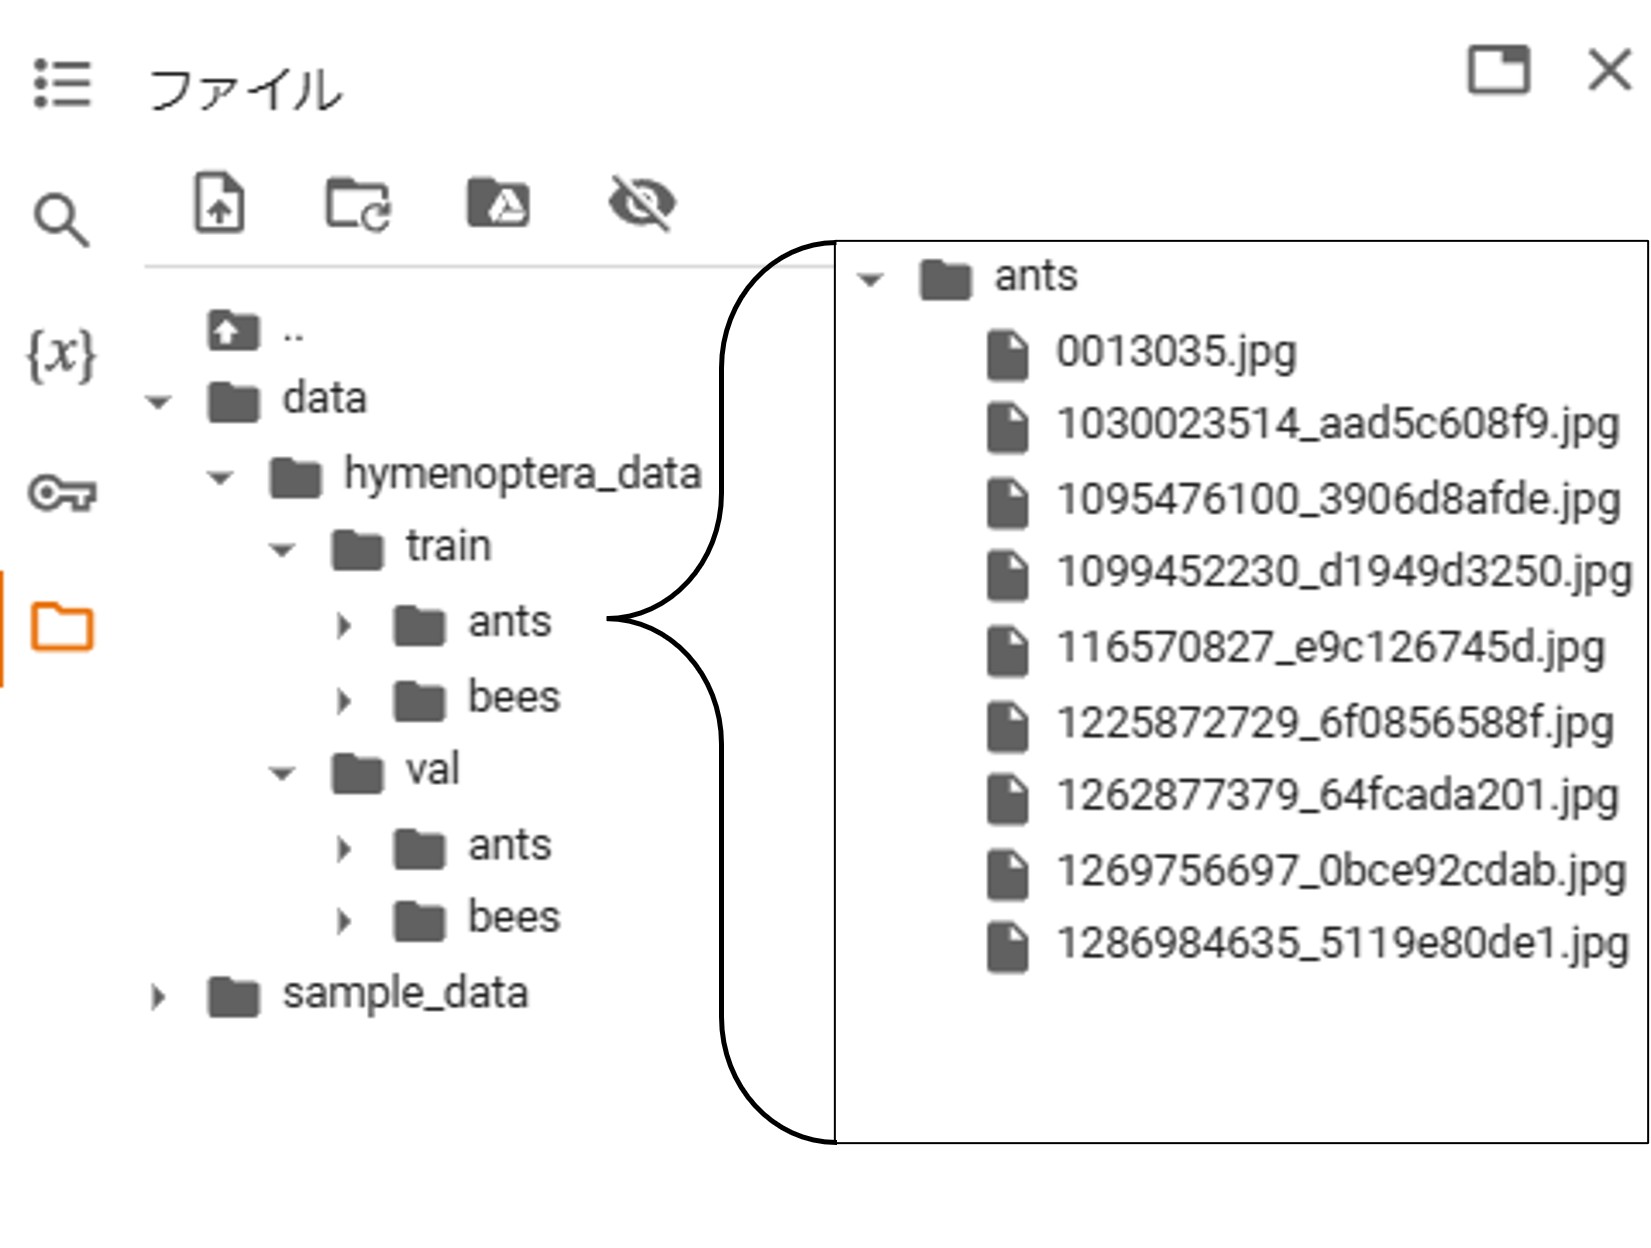 ファイル
{x}
..
data
hymenoptera_data
train
ants
bees
val
ants
bees
sample_data
ants
0013035.jpg
1030023514_aad5c608f9.jpg
1095476100_3906d8afde.jpg
1099452230_d1949d3250.jpg
116570827_e9c126745d.jpg
1225872729_6f0856588f.jpg
1262877379_64fcada201.jpg
1269756697_0bce92cdab.jpg
1286984635_5119e80de1.jpg